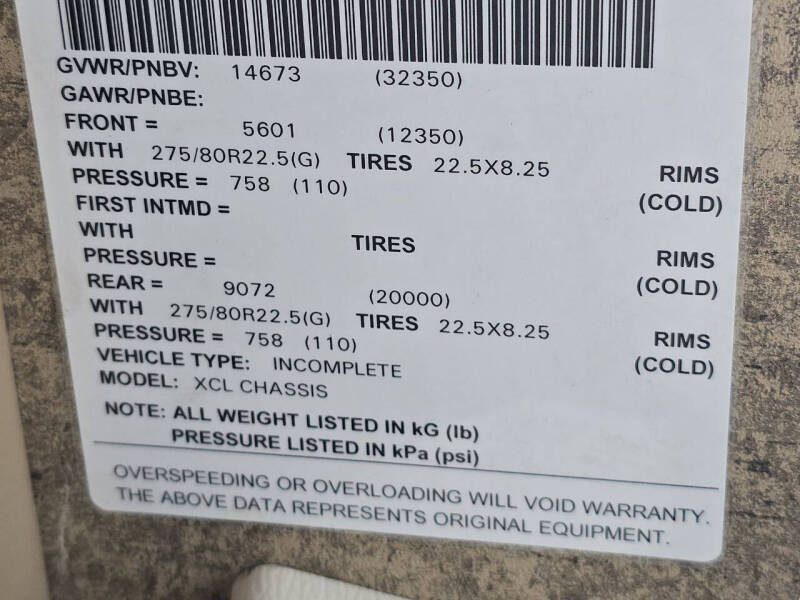 GVWR/PNBV: 14673 (32350)
GAWR/PNBE:
FRONT = 5601 (12350)
WITH 275/80R22.5(G) TIRES 22.5X8.25 RIMS
PRESSURE = 758 (110) (COLD)
FIRST INTMD =
WITH TIRES RIMS
PRESSURE = (COLD)
REAR = 9072 (20000)
WITH 275/80R22.5(G) TIRES 22.5X8.25 RIMS
PRESSURE = 758 (110) (COLD)
VEHICLE TYPE: INCOMPLETE
MODEL: XCL CHASSIS
NOTE: ALL WEIGHT LISTED IN kG (lb)
PRESSURE LISTED IN kPa (psi)
OVERSPEEDING OR OVERLOADING WILL VOID WARRANTY.
THE ABOVE DATA REPRESENTS ORIGINAL EQUIPMENT.